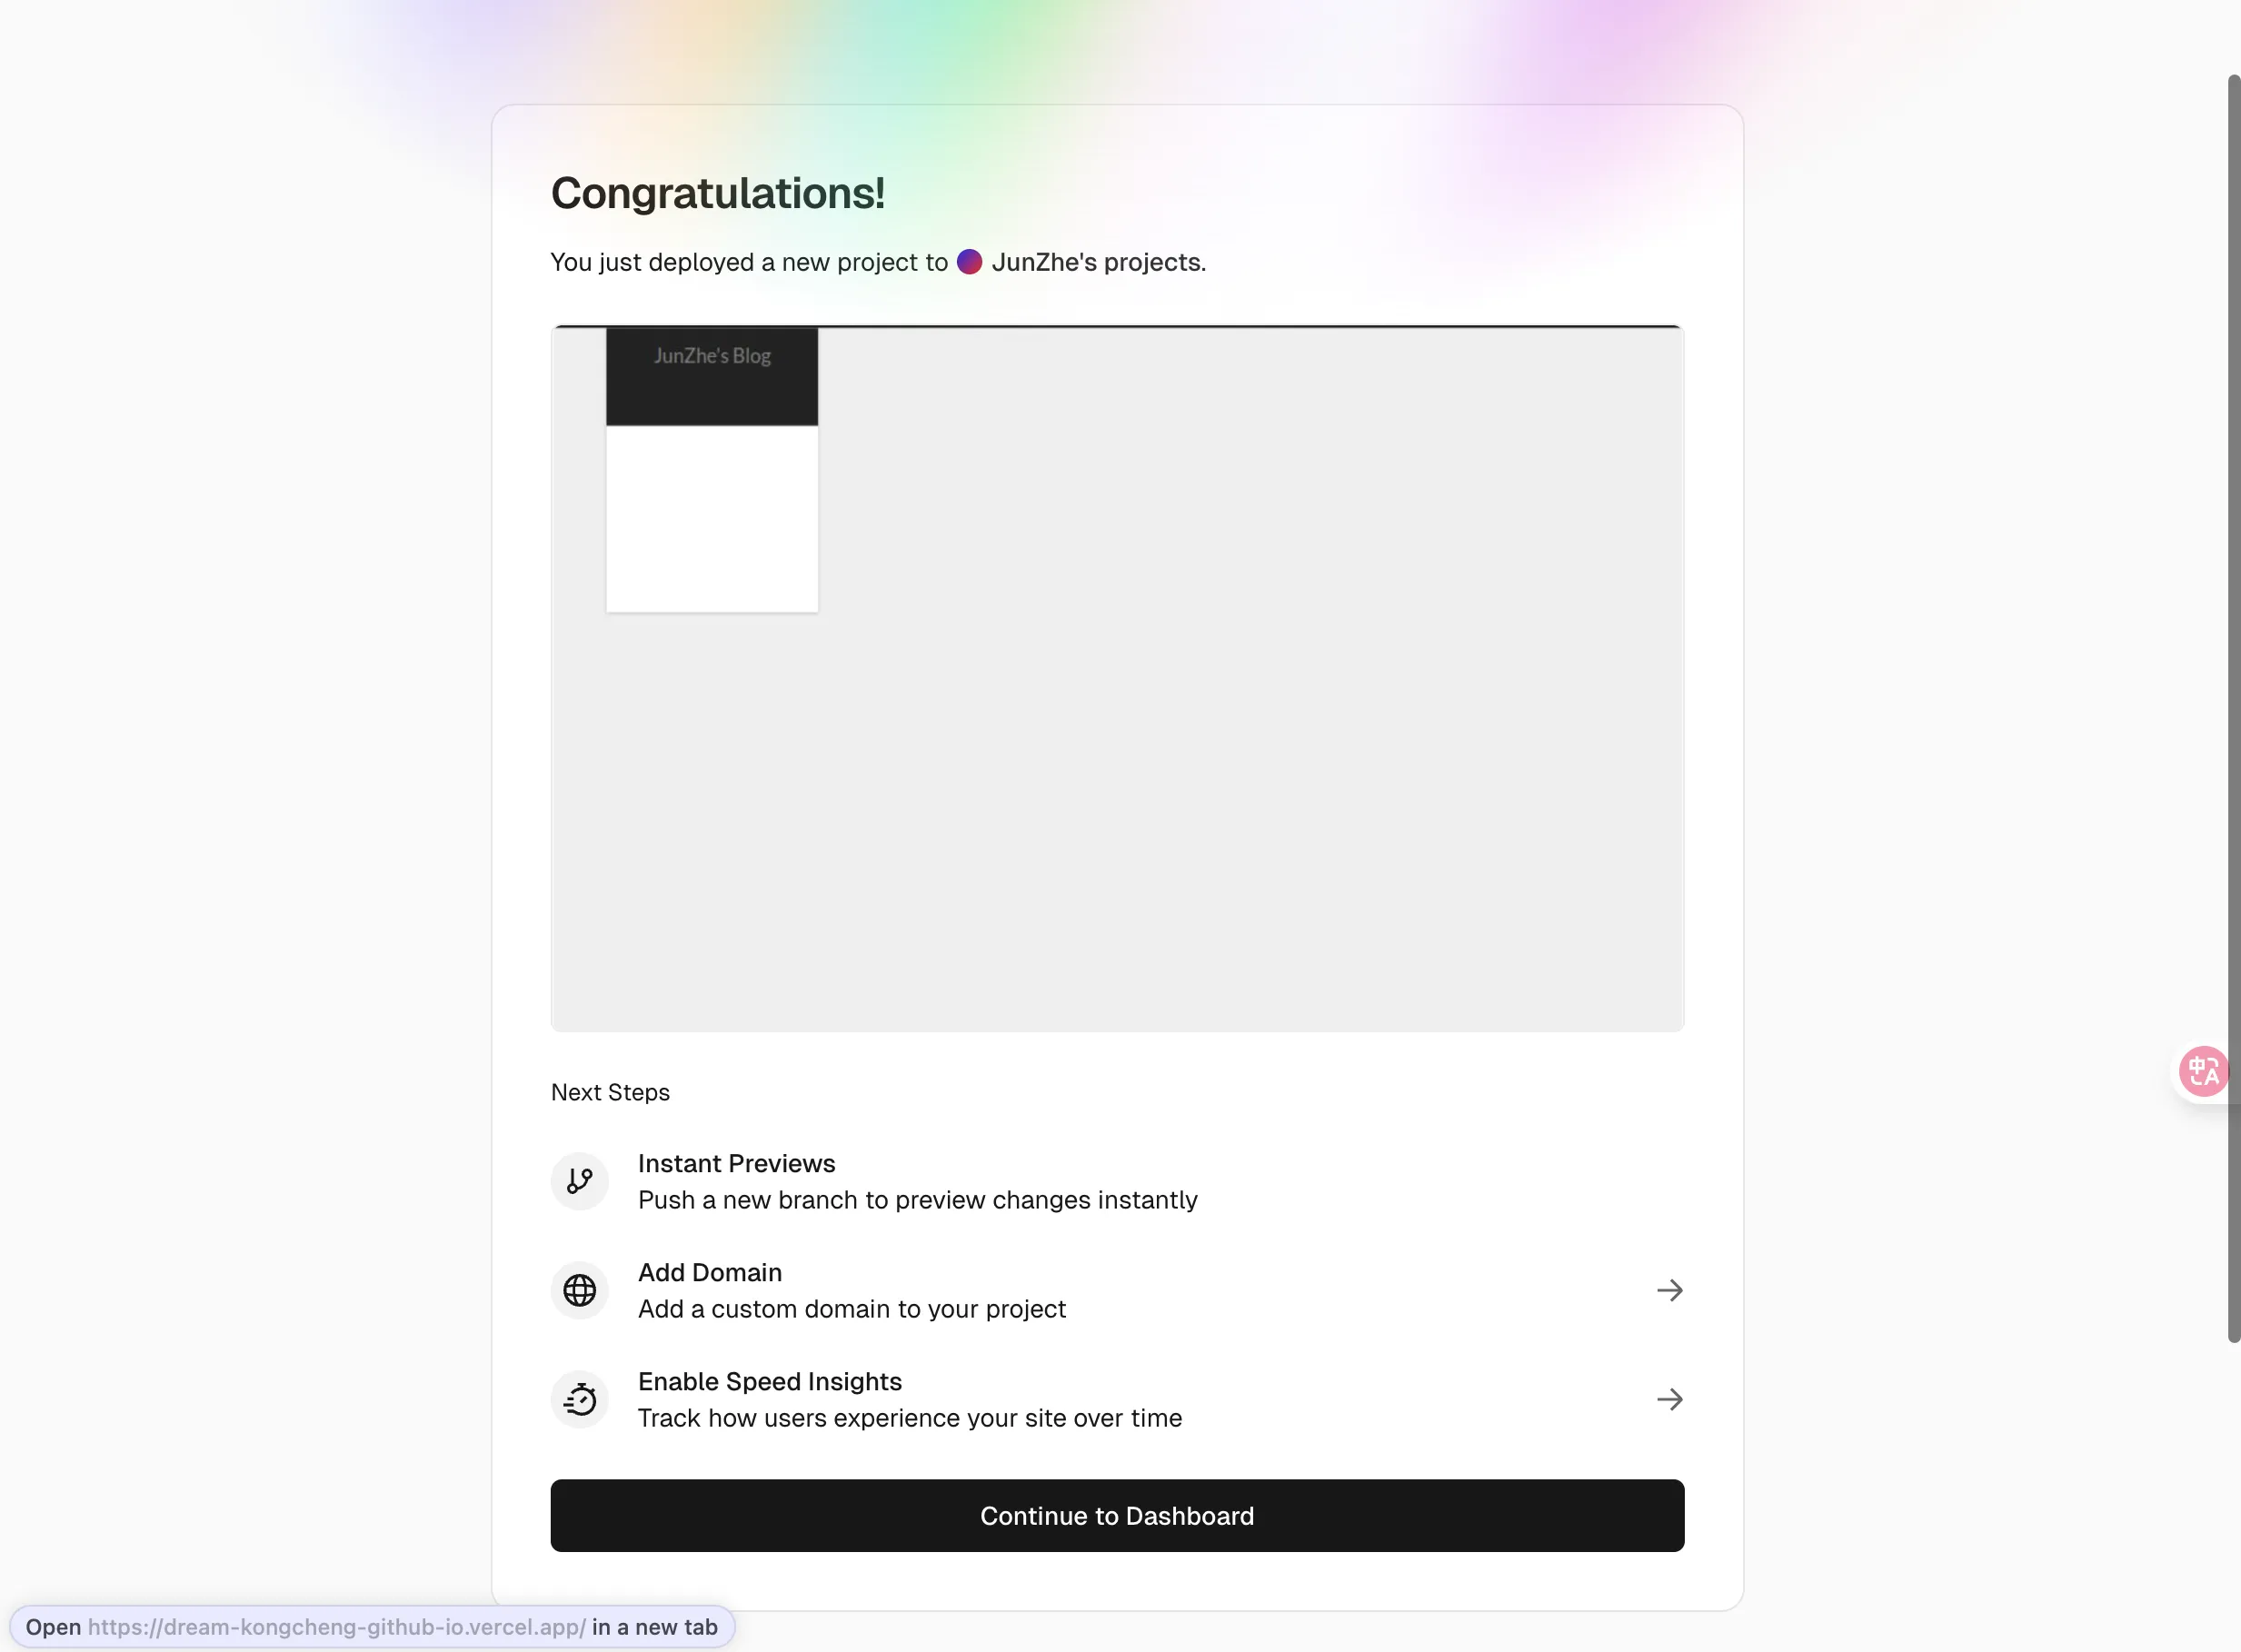 Congratulations!
You just deployed a new project to JunZhe's projects.
JunZhe's Blog
Next Steps
Instant Previews
Push a new branch to preview changes instantly
Add Domain
Add a custom domain to your project
Enable Speed Insights
Track how users experience your site over time
Continue to Dashboard
中A
Open https://dream-kongcheng-github-io.vercel.app/ in a new tab